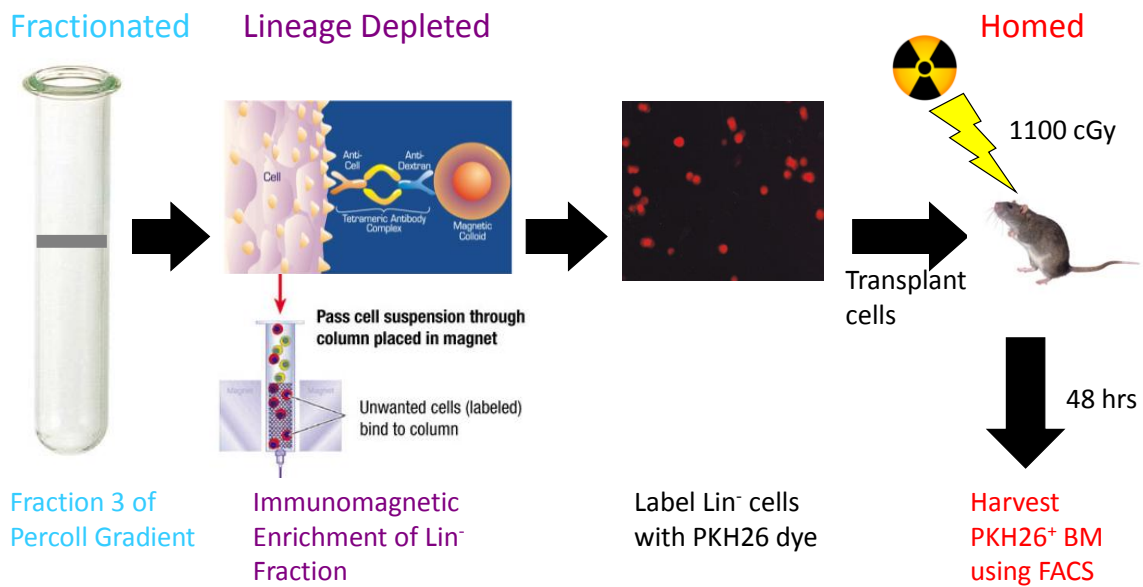 Fractionated
Lineage Depleted
Homed
1100 cGy
Cell
Anti-
Cell
Anti-
Dextran
Tetrameric Antibody
Complex
Magnetic
Colloid
Transplant
cells
Pass cell suspension through
column placed in magnet
Magnet
Magnet
Unwanted cells (labeled)
bind to column
48 hrs
Fraction 3 of
Percoll Gradient
Immunomagnetic
Enrichment of Lin⁻
Fraction
Label Lin⁻ cells
with PKH26 dye
Harvest
PKH26⁺ BM
using FACS